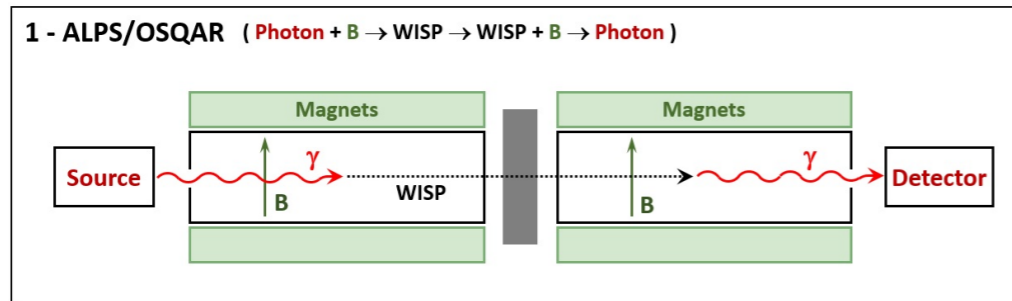 1 - ALPS/OSQAR ( Photon + B → WISP → WISP + B → Photon )
Magnets Magnets
Source γ B WISP B γ Detector